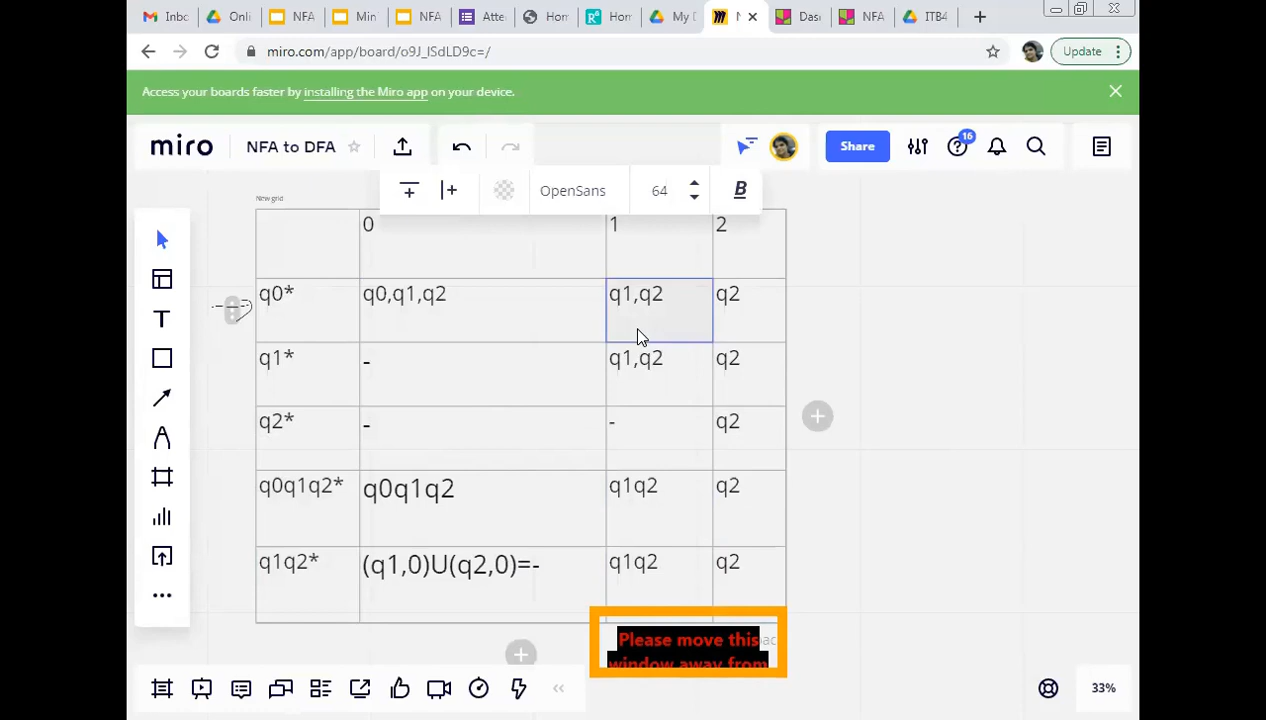 Inbo
Onli
NFA
Min
NFA
Atte
Hom
Hom
My D
N
Das
NFA
ITB4
miro.com/app/board/o9J_lSdLD9c=/
Update
Access your boards faster by installing the Miro app on your device.
miro
NFA to DFA
Share
16
OpenSans
64
B
New grid
0
1
2
q0*
q0,q1,q2
q1,q2
q2
q1*
-
q1,q2
q2
q2*
-
-
q2
q0q1q2*
q0q1q2
q1q2
q2
q1q2*
(q1,0)U(q2,0)=-
q1q2
q2
Please move this
window away from
33%